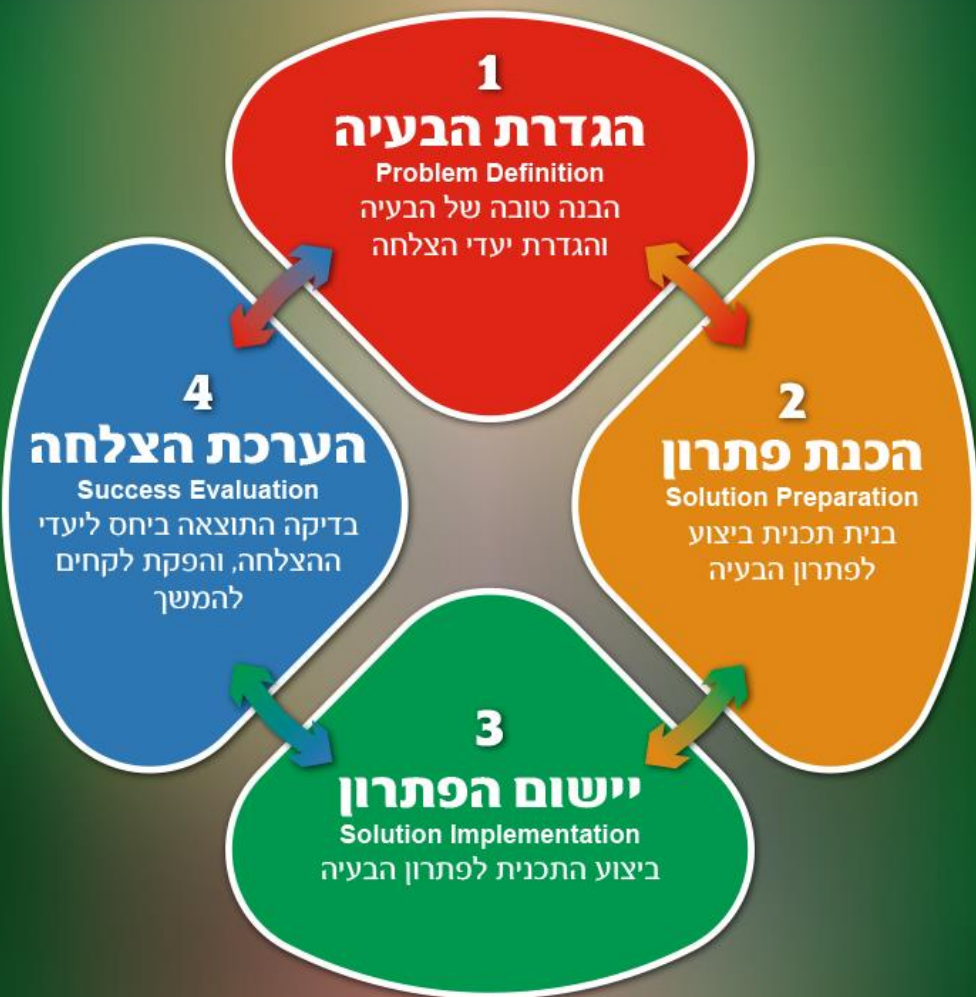 1
הגדרת הבעיה
Problem Definition
הבנה טובה של הבעיה
והגדרת יעדי הצלחה
2
הכנת פתרון
Solution Preparation
בנית תכנית ביצוע
לפתרון הבעיה
3
יישום הפתרון
Solution Implementation
ביצוע התכנית לפתרון הבעיה
4
הערכת הצלחה
Success Evaluation
בדיקה התוצאה ביחס ליעדי
ההצלחה, והפקת לקחים
להמשך